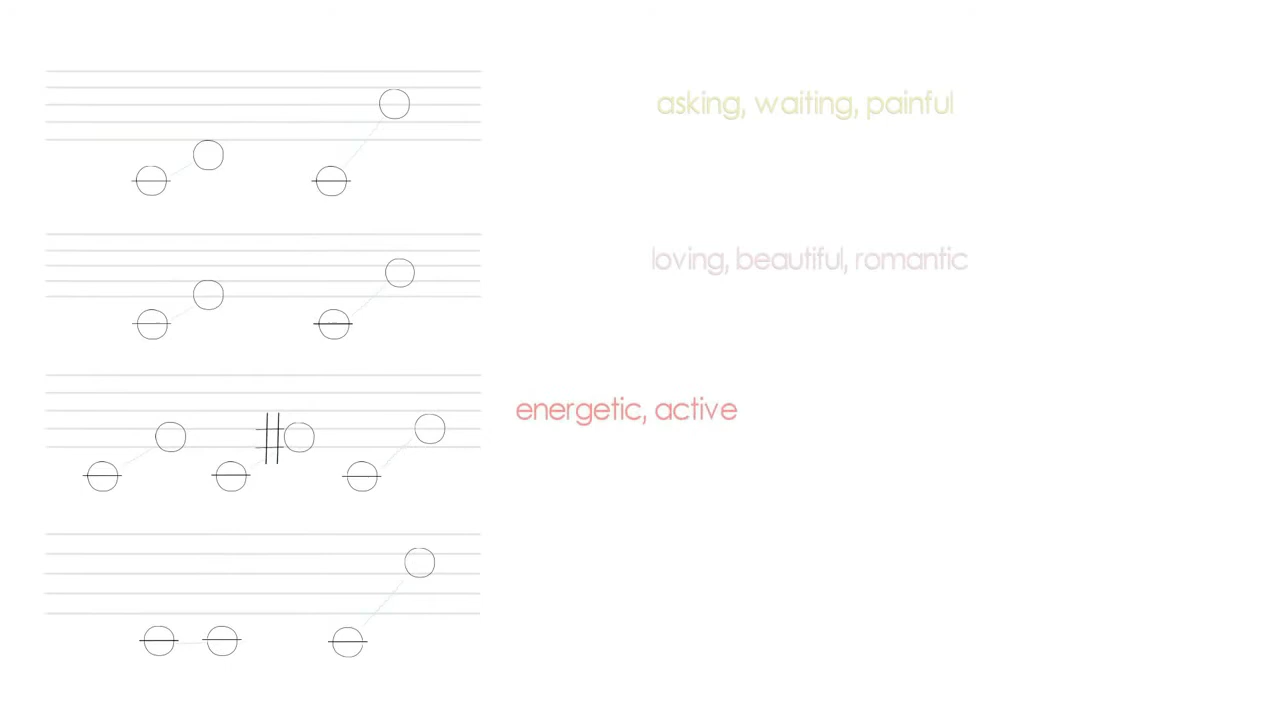 asking, waiting, painful
loving, beautiful, romantic
energetic, active